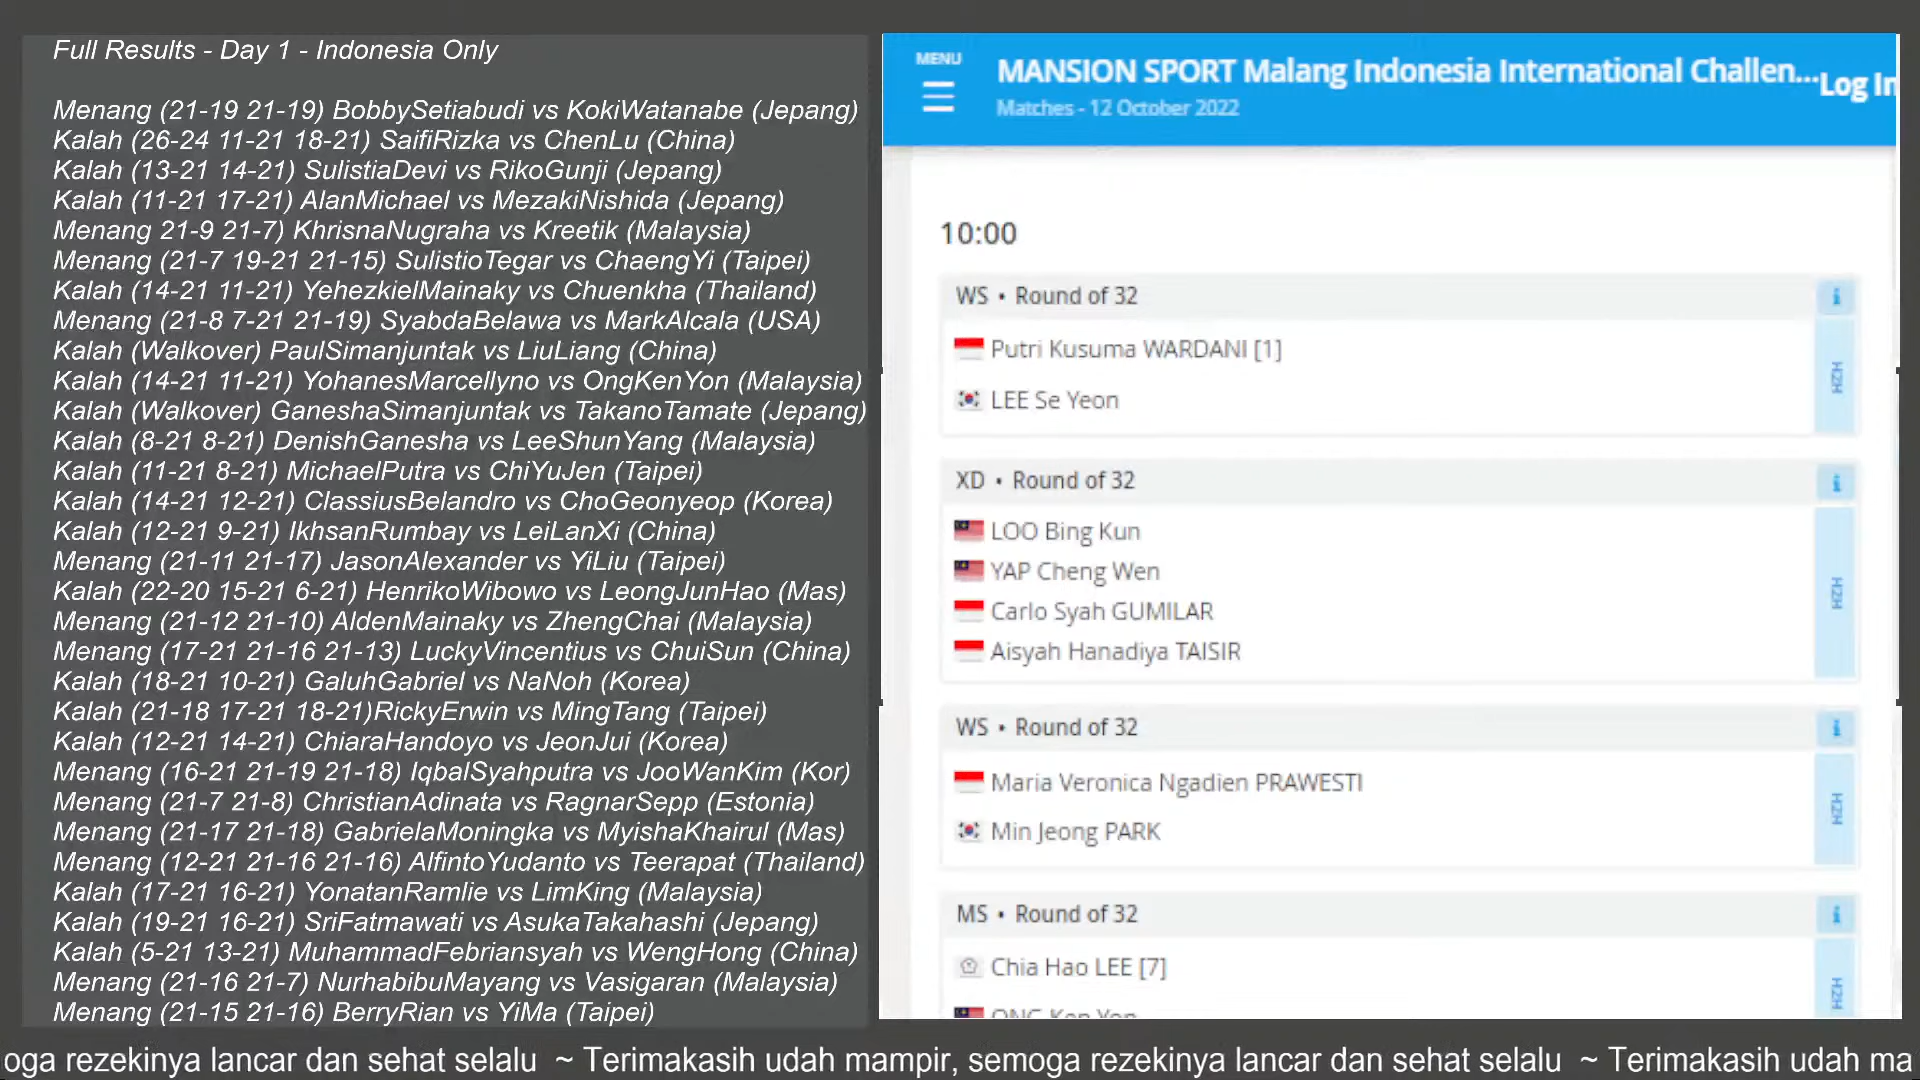 Full Results - Day 1 - Indonesia Only
Menang (21-19 21-19) BobbySetiabudi vs KokiWatanabe (Jepang)
Kalah (26-24 11-21 18-21) SaifiRizka vs ChenLu (China)
Kalah (13-21 14-21) SulistiaDevi vs RikoGunji (Jepang)
Kalah (11-21 17-21) AlanMichael vs MezakiNishida (Jepang)
Menang 21-9 21-7) KhrisnaNugraha vs Kreetik (Malaysia)
Menang (21-7 19-21 21-15) SulistioTegar vs ChaengYi (Taipei)
Kalah (14-21 11-21) YehezkielMainaky vs Chuenkha (Thailand)
Menang (21-8 7-21 21-19) SyabdaBelawa vs MarkAlcala (USA)
Kalah (Walkover) PaulSimanjuntak vs LiuLiang (China)
Kalah (14-21 11-21) YohanesMarcellyno vs OngKenYon (Malaysia)
Kalah (Walkover) GaneshaSimanjuntak vs TakanoTamate (Jepang)
Kalah (8-21 8-21) DenishGanesha vs LeeShunYang (Malaysia)
Kalah (11-21 8-21) MichaelPutra vs ChiYuJen (Taipei)
Kalah (14-21 12-21) ClassiusBelandro vs ChoGeonyeop (Korea)
Kalah (12-21 9-21) IkhsanRumbay vs LeiLanXi (China)
Menang (21-11 21-17) JasonAlexander vs YiLiu (Taipei)
Kalah (22-20 15-21 6-21) HenrikoWibowo vs LeongJunHao (Mas)
Menang (21-12 21-10) AldenMainaky vs ZhengChai (Malaysia)
Menang (17-21 21-16 21-13) LuckyVincentius vs ChuiSun (China)
Kalah (18-21 10-21) GaluhGabriel vs NaNoh (Korea)
Kalah (21-18 17-21 18-21)RickyErwin vs MingTang (Taipei)
Kalah (12-21 14-21) ChiaraHandoyo vs JeonJui (Korea)
Menang (16-21 21-19 21-18) IqbalSyahputra vs JooWanKim (Kor)
Menang (21-7 21-8) ChristianAdinata vs RagnarSepp (Estonia)
Menang (21-17 21-18) GabrielaMoningka vs MyishaKhairul (Mas)
Menang (12-21 21-16 21-16) AlfintoYudanto vs Teerapat (Thailand)
Kalah (17-21 16-21) YonatanRamlie vs LimKing (Malaysia)
Kalah (19-21 16-21) SriFatmawati vs AsukaTakahashi (Jepang)
Kalah (5-21 13-21) MuhammadFebriansyah vs WengHong (China)
Menang (21-16 21-7) NurhabibuMayang vs Vasigaran (Malaysia)
Menang (21-15 21-16) BerryRian vs YiMa (Taipei)
MENU
MANSION SPORT Malang Indonesia International Challen...
Log In
Matches - 12 October 2022
10:00
WS • Round of 32
Putri Kusuma WARDANI [1]
LEE Se Yeon
H2H
XD • Round of 32
LOO Bing Kun
YAP Cheng Wen
Carlo Syah GUMILAR
Aisyah Hanadiya TAISIR
H2H
WS • Round of 32
Maria Veronica Ngadien PRAWESTI
Min Jeong PARK
H2H
MS • Round of 32
Chia Hao LEE [7]
ONG Ken Yon
H2H
oga rezekinya lancar dan sehat selalu ~ Terimakasih udah mampir, semoga rezekinya lancar dan sehat selalu ~ Terimakasih udah ma